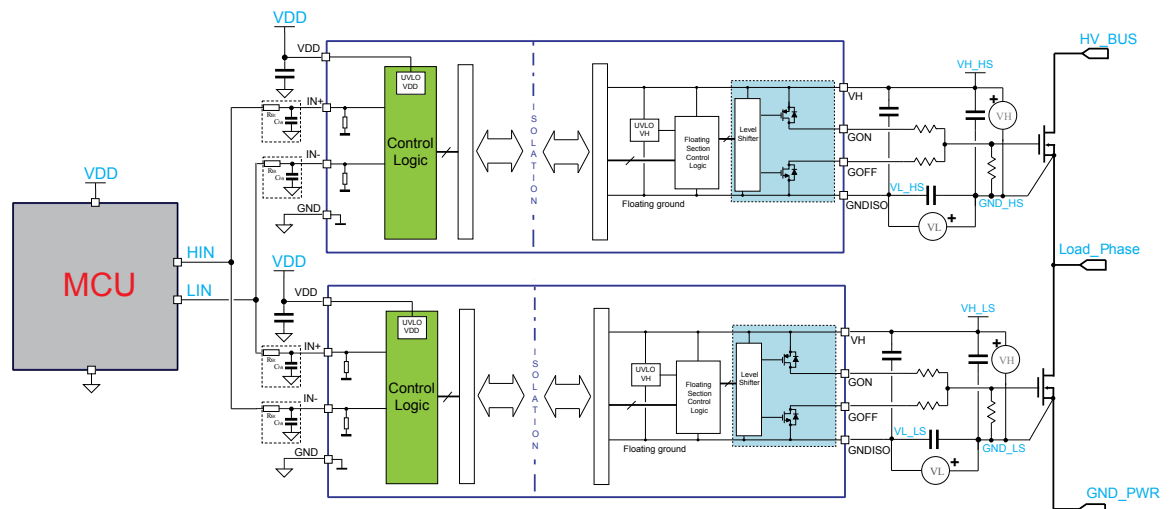 VDD
VDD
UVLO
VDD
IN+
Rfilt
Cfilt
IN-
Control
Logic
GND
ISOLATION
UVLO
VH
Floating
Section
Control
Logic
Level
Shifter
Floating ground
VH
GON
GOFF
GNDISO
VH_HS
VH
VL_HS
VL
GND_HS
HV_BUS
Load_Phase
VDD
MCU
HIN
LIN
VDD
VDD
UVLO
VDD
IN+
IN-
Control
Logic
GND
ISOLATION
UVLO
VH
Floating
Section
Control
Logic
Level
Shifter
Floating ground
VH
GON
GOFF
GNDISO
VH_LS
VH
VL_LS
VL
GND_LS
GND_PWR